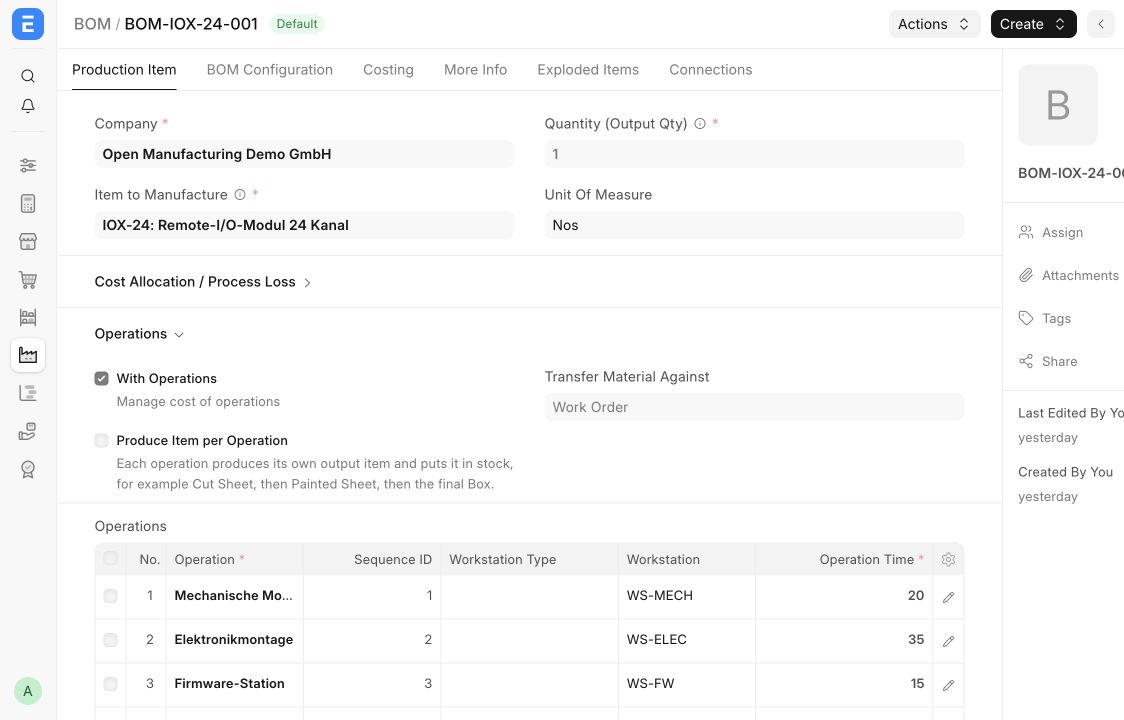 BOM / BOM-IOX-24-001 Default
Actions
Create
Production Item
BOM Configuration
Costing
More Info
Exploded Items
Connections
Company *
Open Manufacturing Demo GmbH
Quantity (Output Qty) *
1
Item to Manufacture *
IOX-24: Remote-I/O-Modul 24 Kanal
Unit Of Measure
Nos
Cost Allocation / Process Loss
Operations
With Operations
Manage cost of operations
Transfer Material Against
Work Order
Produce Item per Operation
Each operation produces its own output item and puts it in stock,
for example Cut Sheet, then Painted Sheet, then the final Box.
Operations
No. Operation * Sequence ID Workstation Type Workstation Operation Time *
1 Mechanische Mo... 1 WS-MECH 20
2 Elektronikmontage 2 WS-ELEC 35
3 Firmware-Station 3 WS-FW 15
B
BOM-IOX-24-00
Assign
Attachments
Tags
Share
Last Edited By Yo
yesterday
Created By You
yesterday
A